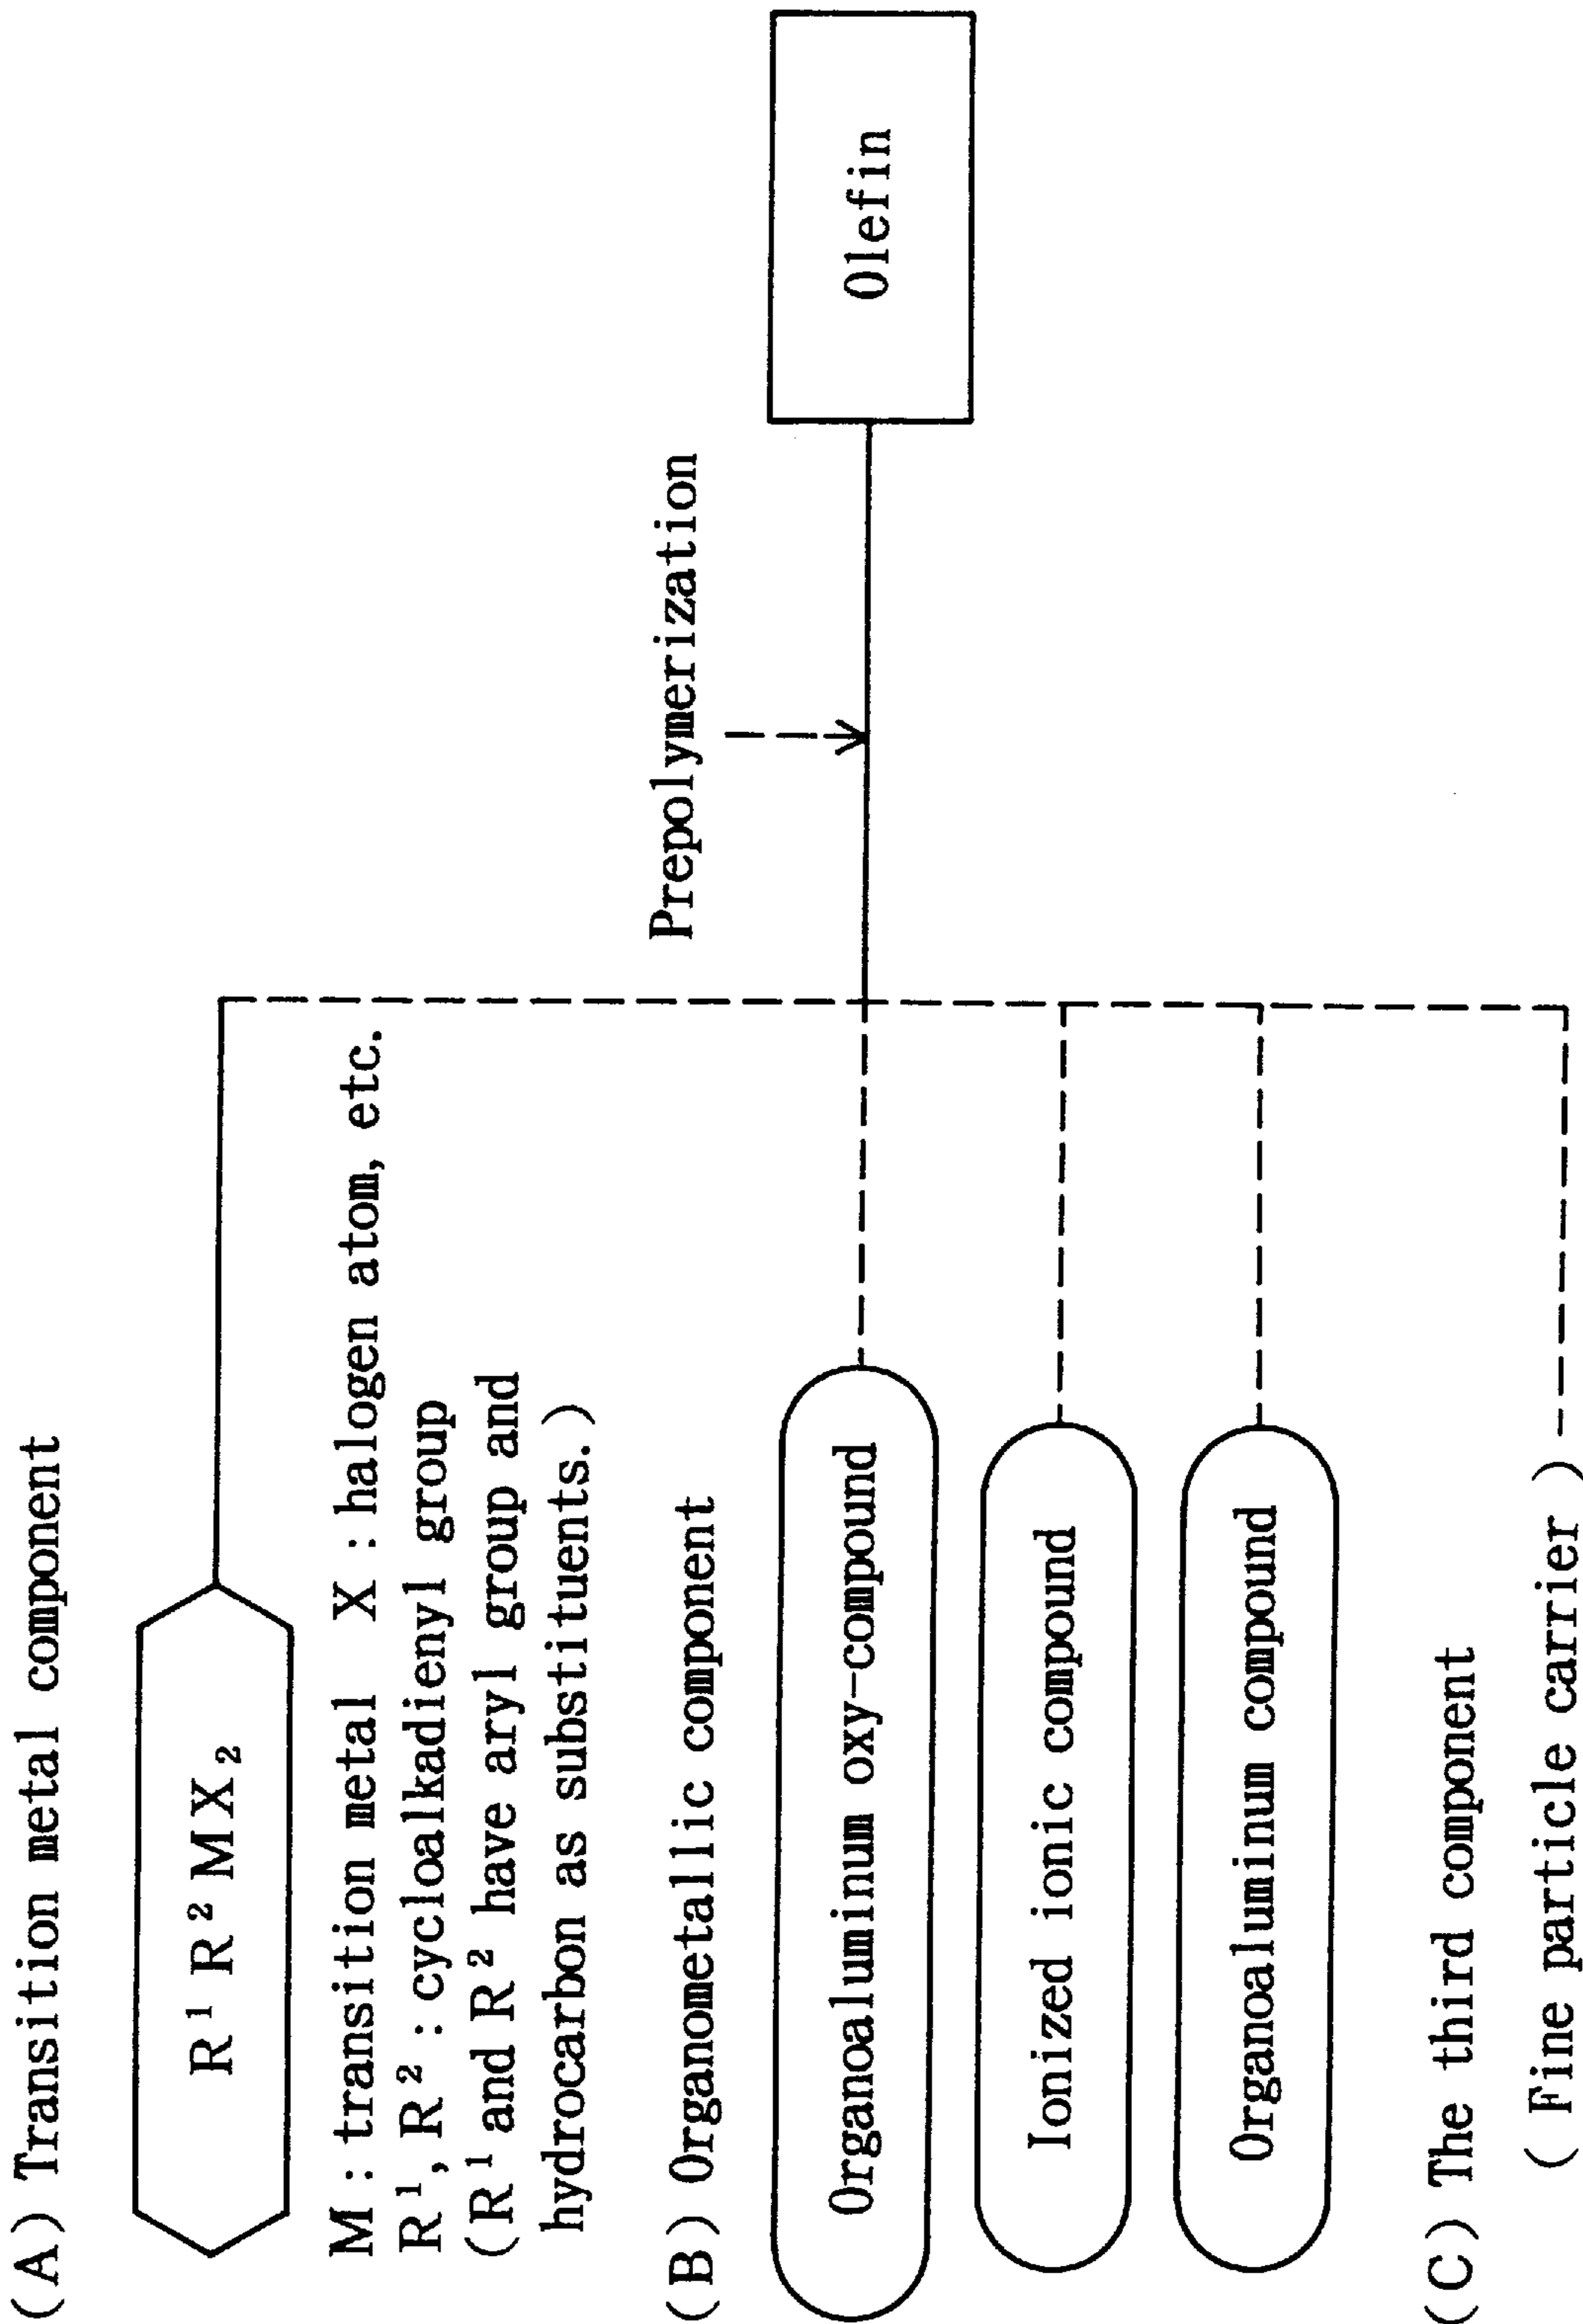 (A) Transition metal component
R¹R²MX₂
M : transition metal X : halogen atom, etc.
R¹, R² : cycloalkadienyl group
(R¹ and R² have aryl group and
hydrocarbon as substituents.)
(B) Organometallic component
Organoaluminum oxy-compound
Ionized ionic compound
Organoaluminum compound
(C) The third component
(Fine particle carrier)
Prepolymerization
Olefin